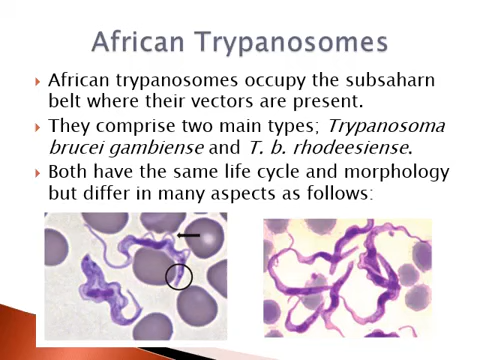 African Trypanosomes
African trypanosomes occupy the subsaharn
belt where their vectors are present.
They comprise two main types; Trypanosoma
brucei gambiense and T. b. rhodeesiense.
Both have the same life cycle and morphology
but differ in many aspects as follows: